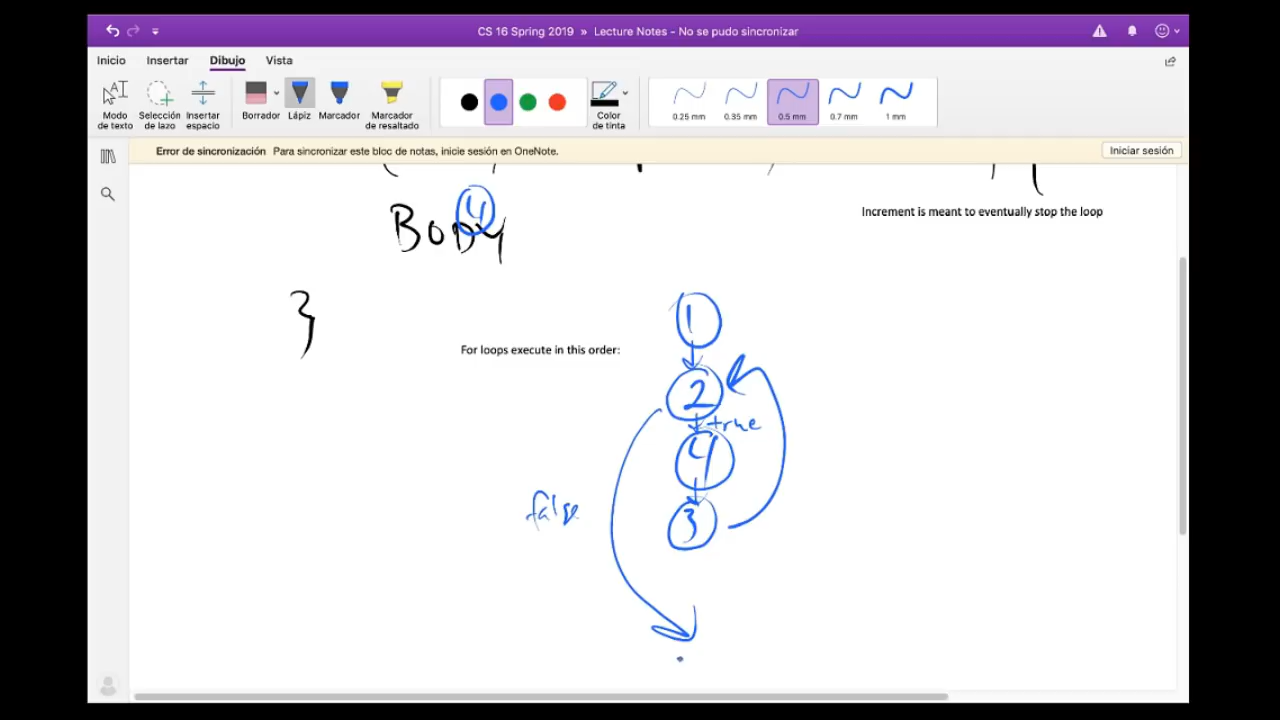 CS 16 Spring 2019 » Lecture Notes - No se pudo sincronizar
Inicio Insertar Dibujo Vista
Modo de texto
Selección de lazo
Insertar espacio
Borrador
Lápiz
Marcador
Marcador de resaltado
Color de tinta
0.25 mm 0.35 mm 0.5 mm 0.7 mm 1 mm
Error de sincronización Para sincronizar este bloc de notas, inicie sesión en OneNote. Iniciar sesión
Increment is meant to eventually stop the loop
4
BODY
}
For loops execute in this order:
1
2
true
4
false
3